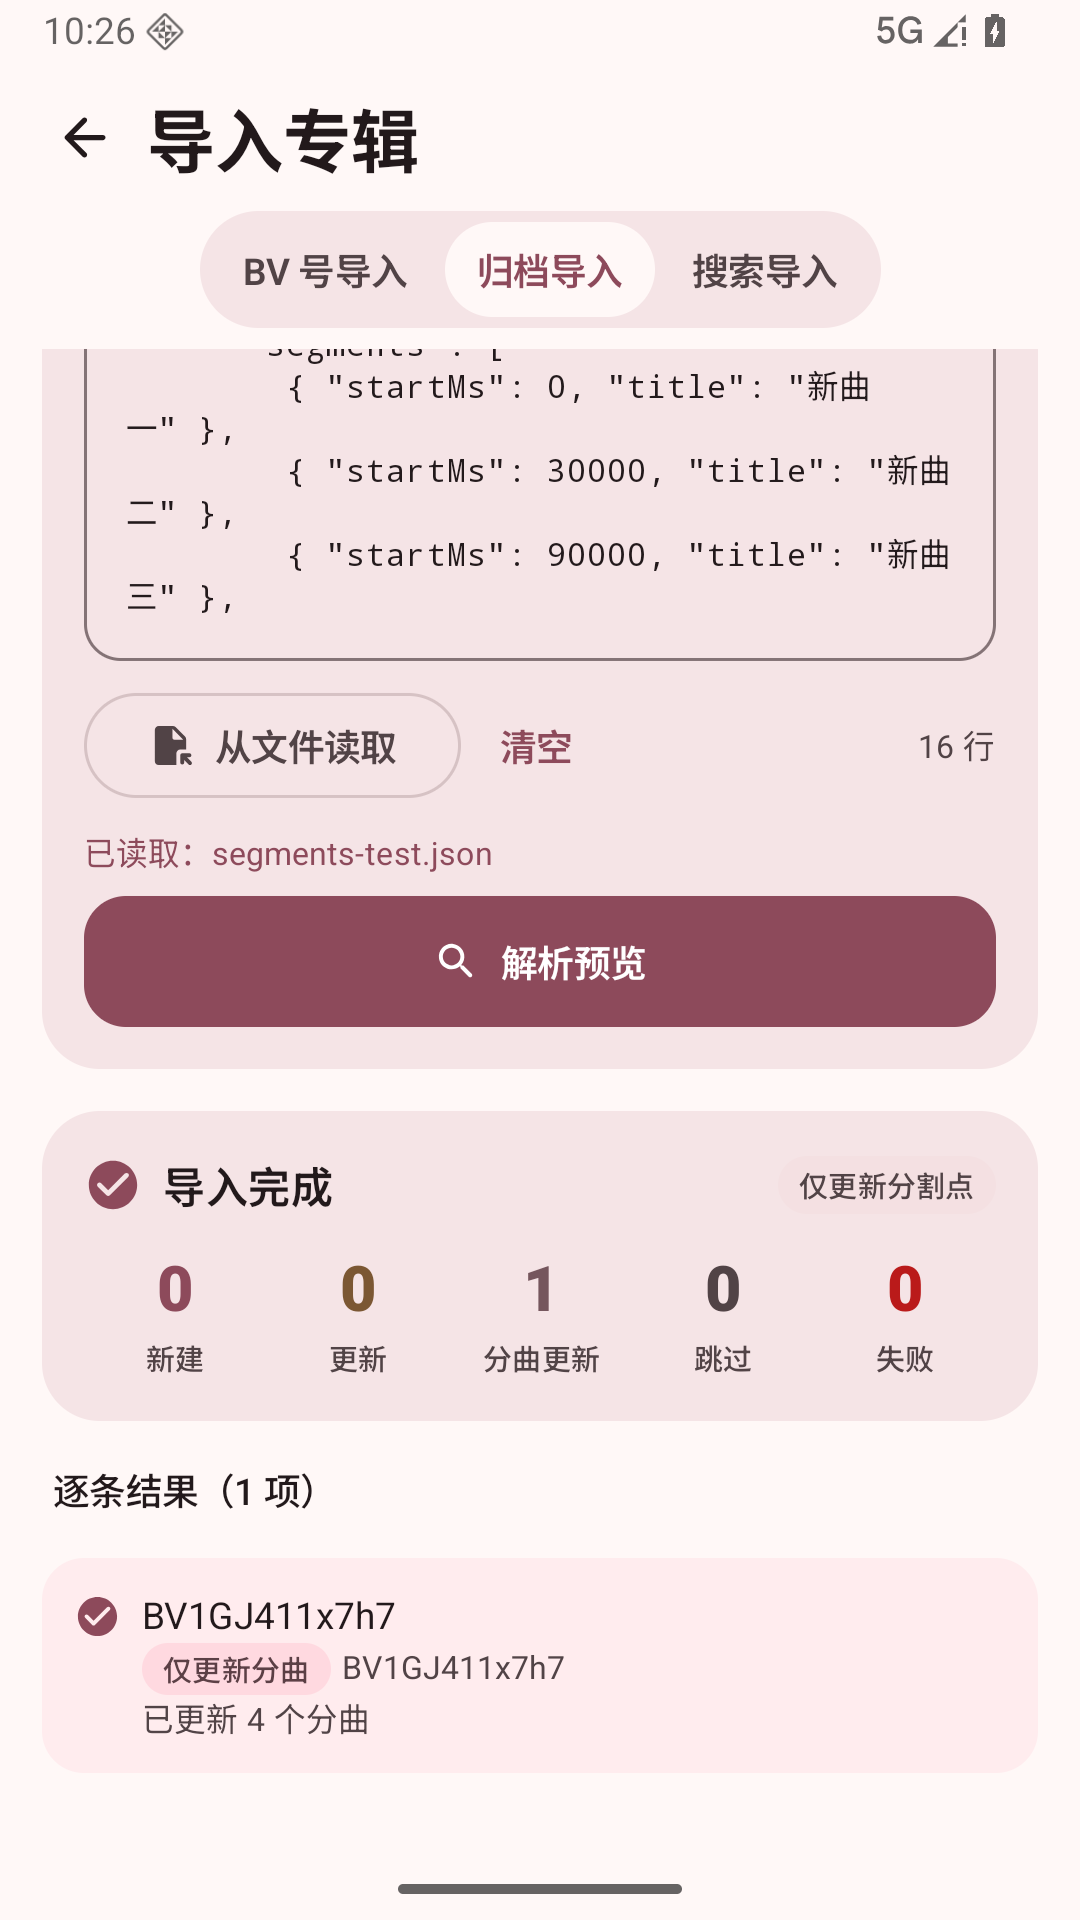 10:26
5G
导入专辑
BV 号导入
归档导入
搜索导入
segments": [
{ "startMs": 0, "title": "新曲
一" },
{ "startMs": 30000, "title": "新曲
二" },
{ "startMs": 90000, "title": "新曲
三" },
从文件读取
清空
16 行
已读取：segments-test.json
解析预览
导入完成
仅更新分割点
0
0
1
0
0
新建
更新
分曲更新
跳过
失败
逐条结果（1 项）
BV1GJ411x7h7
仅更新分曲
BV1GJ411x7h7
已更新 4 个分曲